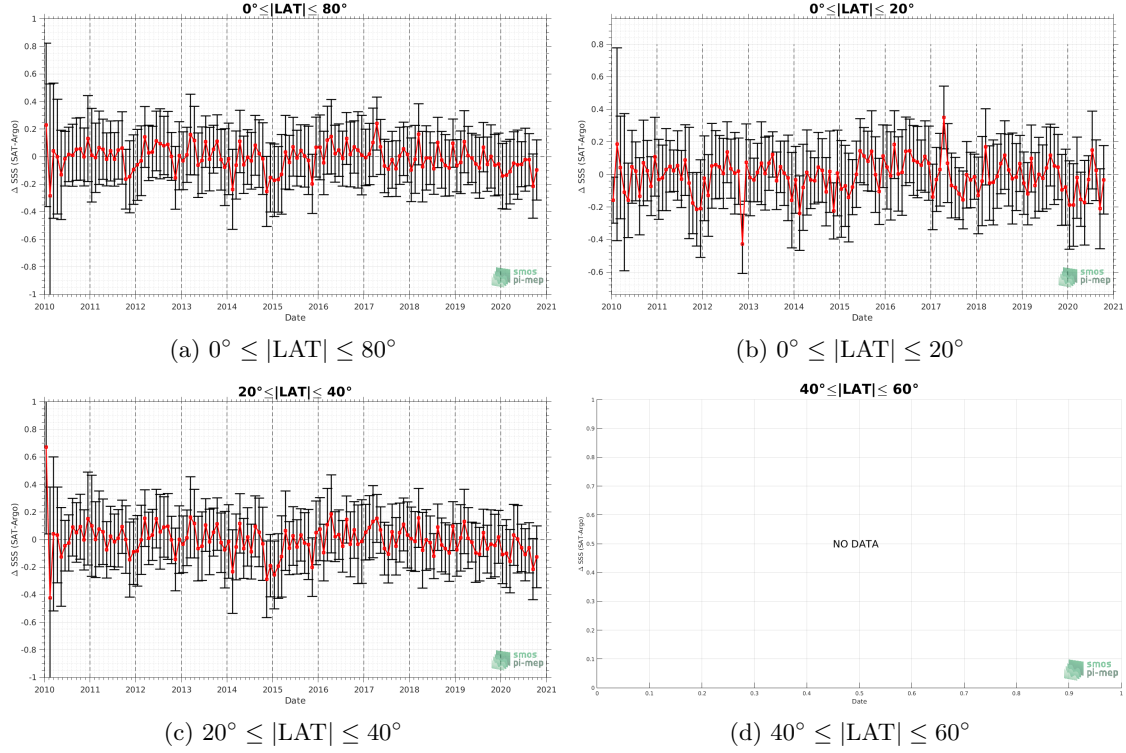 0°≤|LAT|≤ 80°
Δ SSS (SAT-Argo)
1
0.8
0.6
0.4
0.2
0
-0.2
-0.4
-0.6
-0.8
-1
2010 2011 2012 2013 2014 2015 2016 2017 2018 2019 2020 2021
Date
smos
pi-mep
(a) 0° ≤ |LAT| ≤ 80°
0°≤|LAT|≤ 20°
Δ SSS (SAT-Argo)
0.8
0.6
0.4
0.2
0
-0.2
-0.4
-0.6
2010 2011 2012 2013 2014 2015 2016 2017 2018 2019 2020 2021
Date
smos
pi-mep
(b) 0° ≤ |LAT| ≤ 20°
20°≤|LAT|≤ 40°
Δ SSS (SAT-Argo)
1
0.8
0.6
0.4
0.2
0
-0.2
-0.4
-0.6
-0.8
-1
2010 2011 2012 2013 2014 2015 2016 2017 2018 2019 2020 2021
Date
smos
pi-mep
(c) 20° ≤ |LAT| ≤ 40°
40°≤|LAT|≤ 60°
Δ SSS (SAT-Argo)
1
0.9
0.8
0.7
0.6
0.5
0.4
0.3
0.2
0.1
0
NO DATA
0 0.1 0.2 0.3 0.4 0.5 0.6 0.7 0.8 0.9 1
Date
smos
pi-mep
(d) 40° ≤ |LAT| ≤ 60°